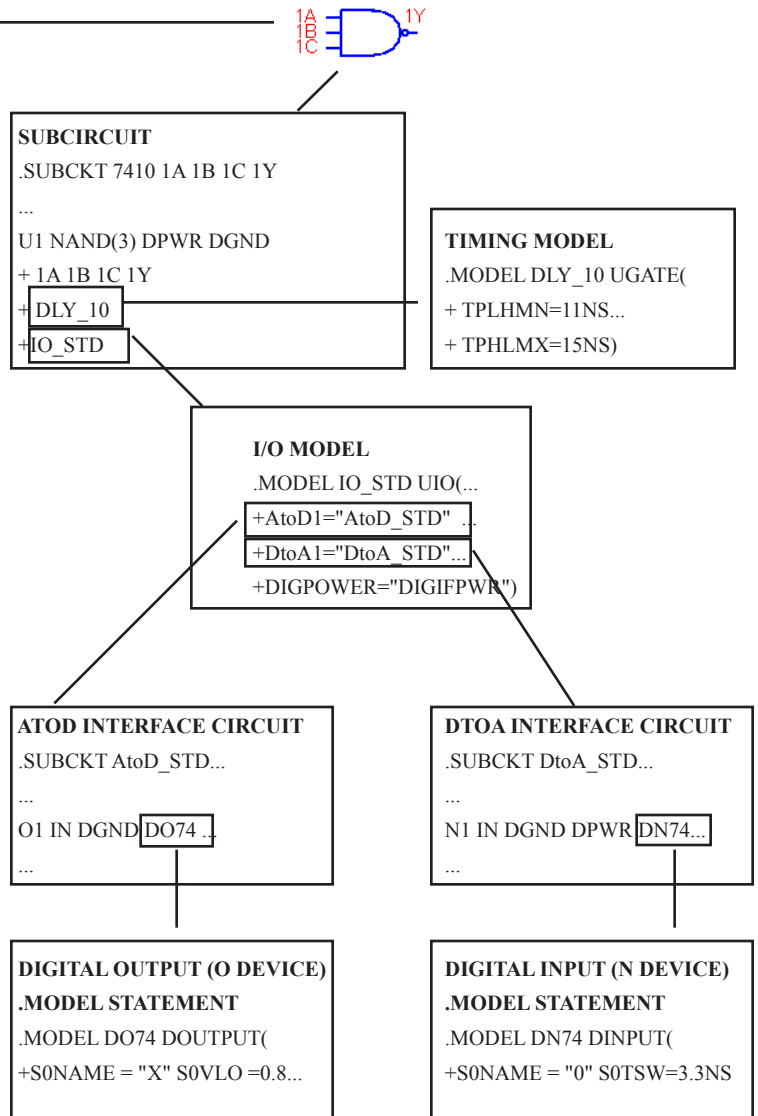 1A
1B
1C
1Y
SUBCIRCUIT
.SUBCKT 7410 1A 1B 1C 1Y
...
U1 NAND(3) DPWR DGND
+ 1A 1B 1C 1Y
+ DLY_10
+IO_STD
TIMING MODEL
.MODEL DLY_10 UGATE(
+ TPLHMN=11NS...
+ TPHLMX=15NS)
I/O MODEL
.MODEL IO_STD UIO(...
+AtoD1="AtoD_STD" ...
+DtoA1="DtoA_STD"...
+DIGPOWER="DIGIFPWR")
ATOD INTERFACE CIRCUIT
.SUBCKT AtoD_STD...
...
O1 IN DGND DO74 ...
...
DTOA INTERFACE CIRCUIT
.SUBCKT DtoA_STD...
...
N1 IN DGND DPWR DN74...
...
DIGITAL OUTPUT (O DEVICE)
.MODEL STATEMENT
.MODEL DO74 DOUTPUT(
+S0NAME = "X" S0VLO =0.8...
DIGITAL INPUT (N DEVICE)
.MODEL STATEMENT
.MODEL DN74 DINPUT(
+S0NAME = "0" S0TSW=3.3NS